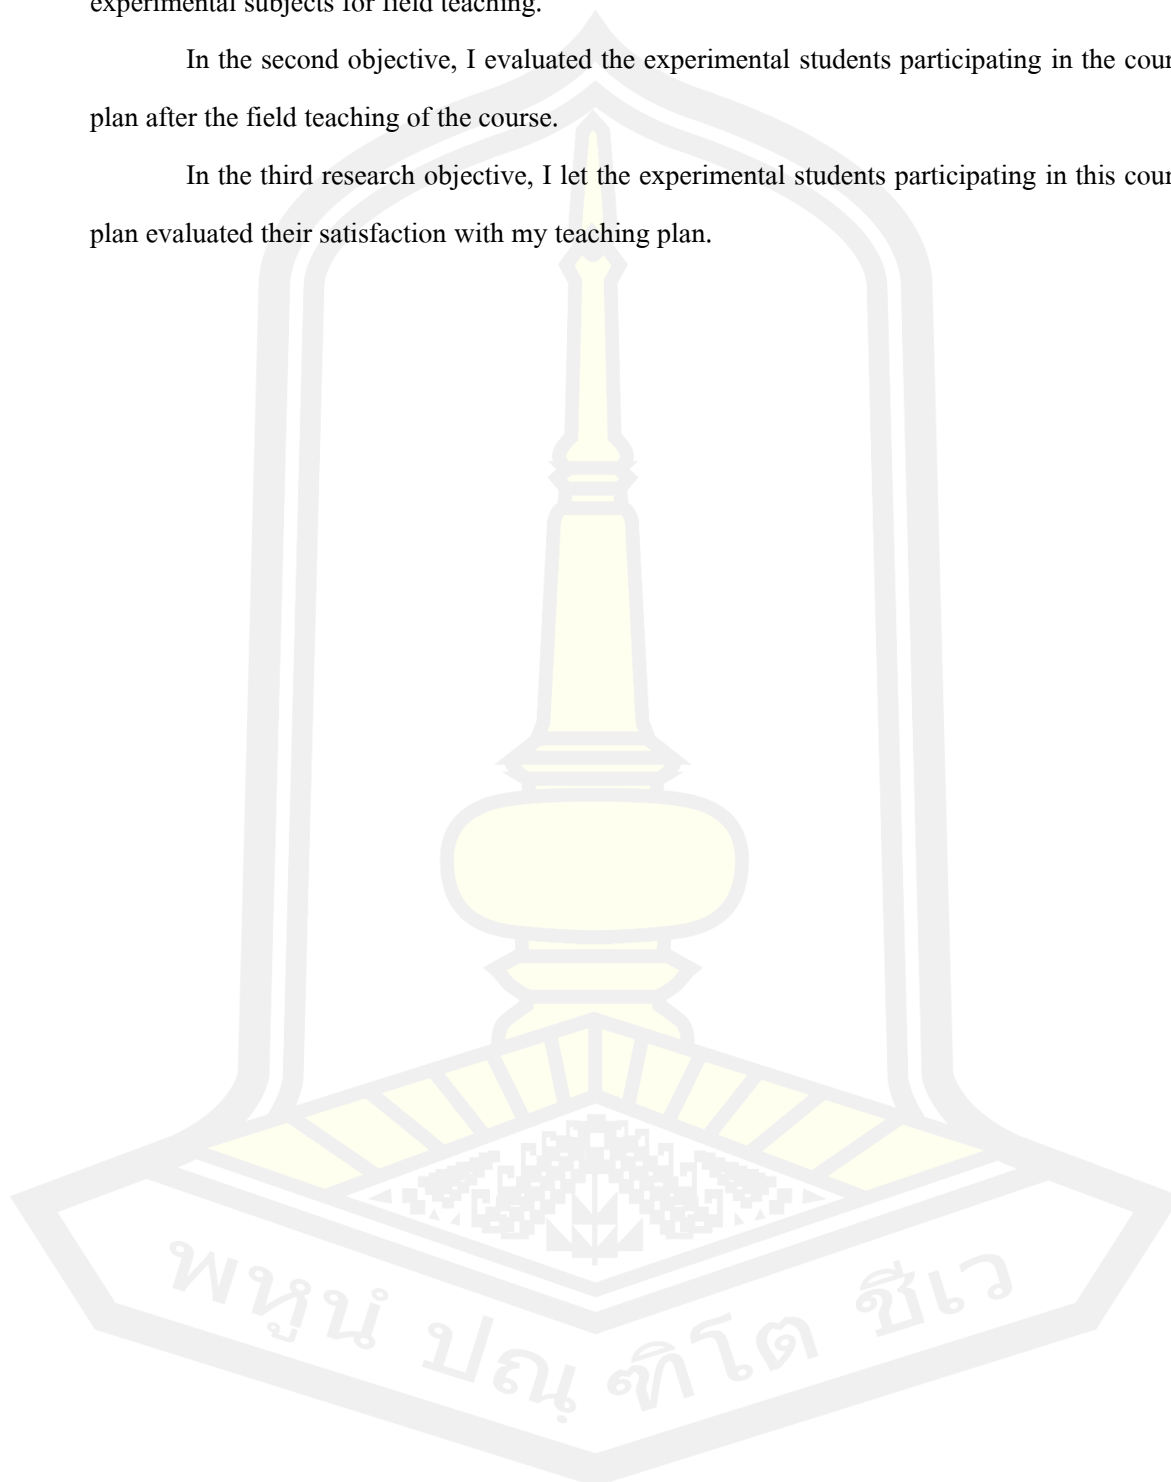 experimental subjects for field teaching.
In the second objective, I evaluated the experimental students participating in the cour
plan after the field teaching of the course.
In the third research objective, I let the experimental students participating in this cour
plan evaluated their satisfaction with my teaching plan.
พหูนํ ปณฺฑิโต ชีเว